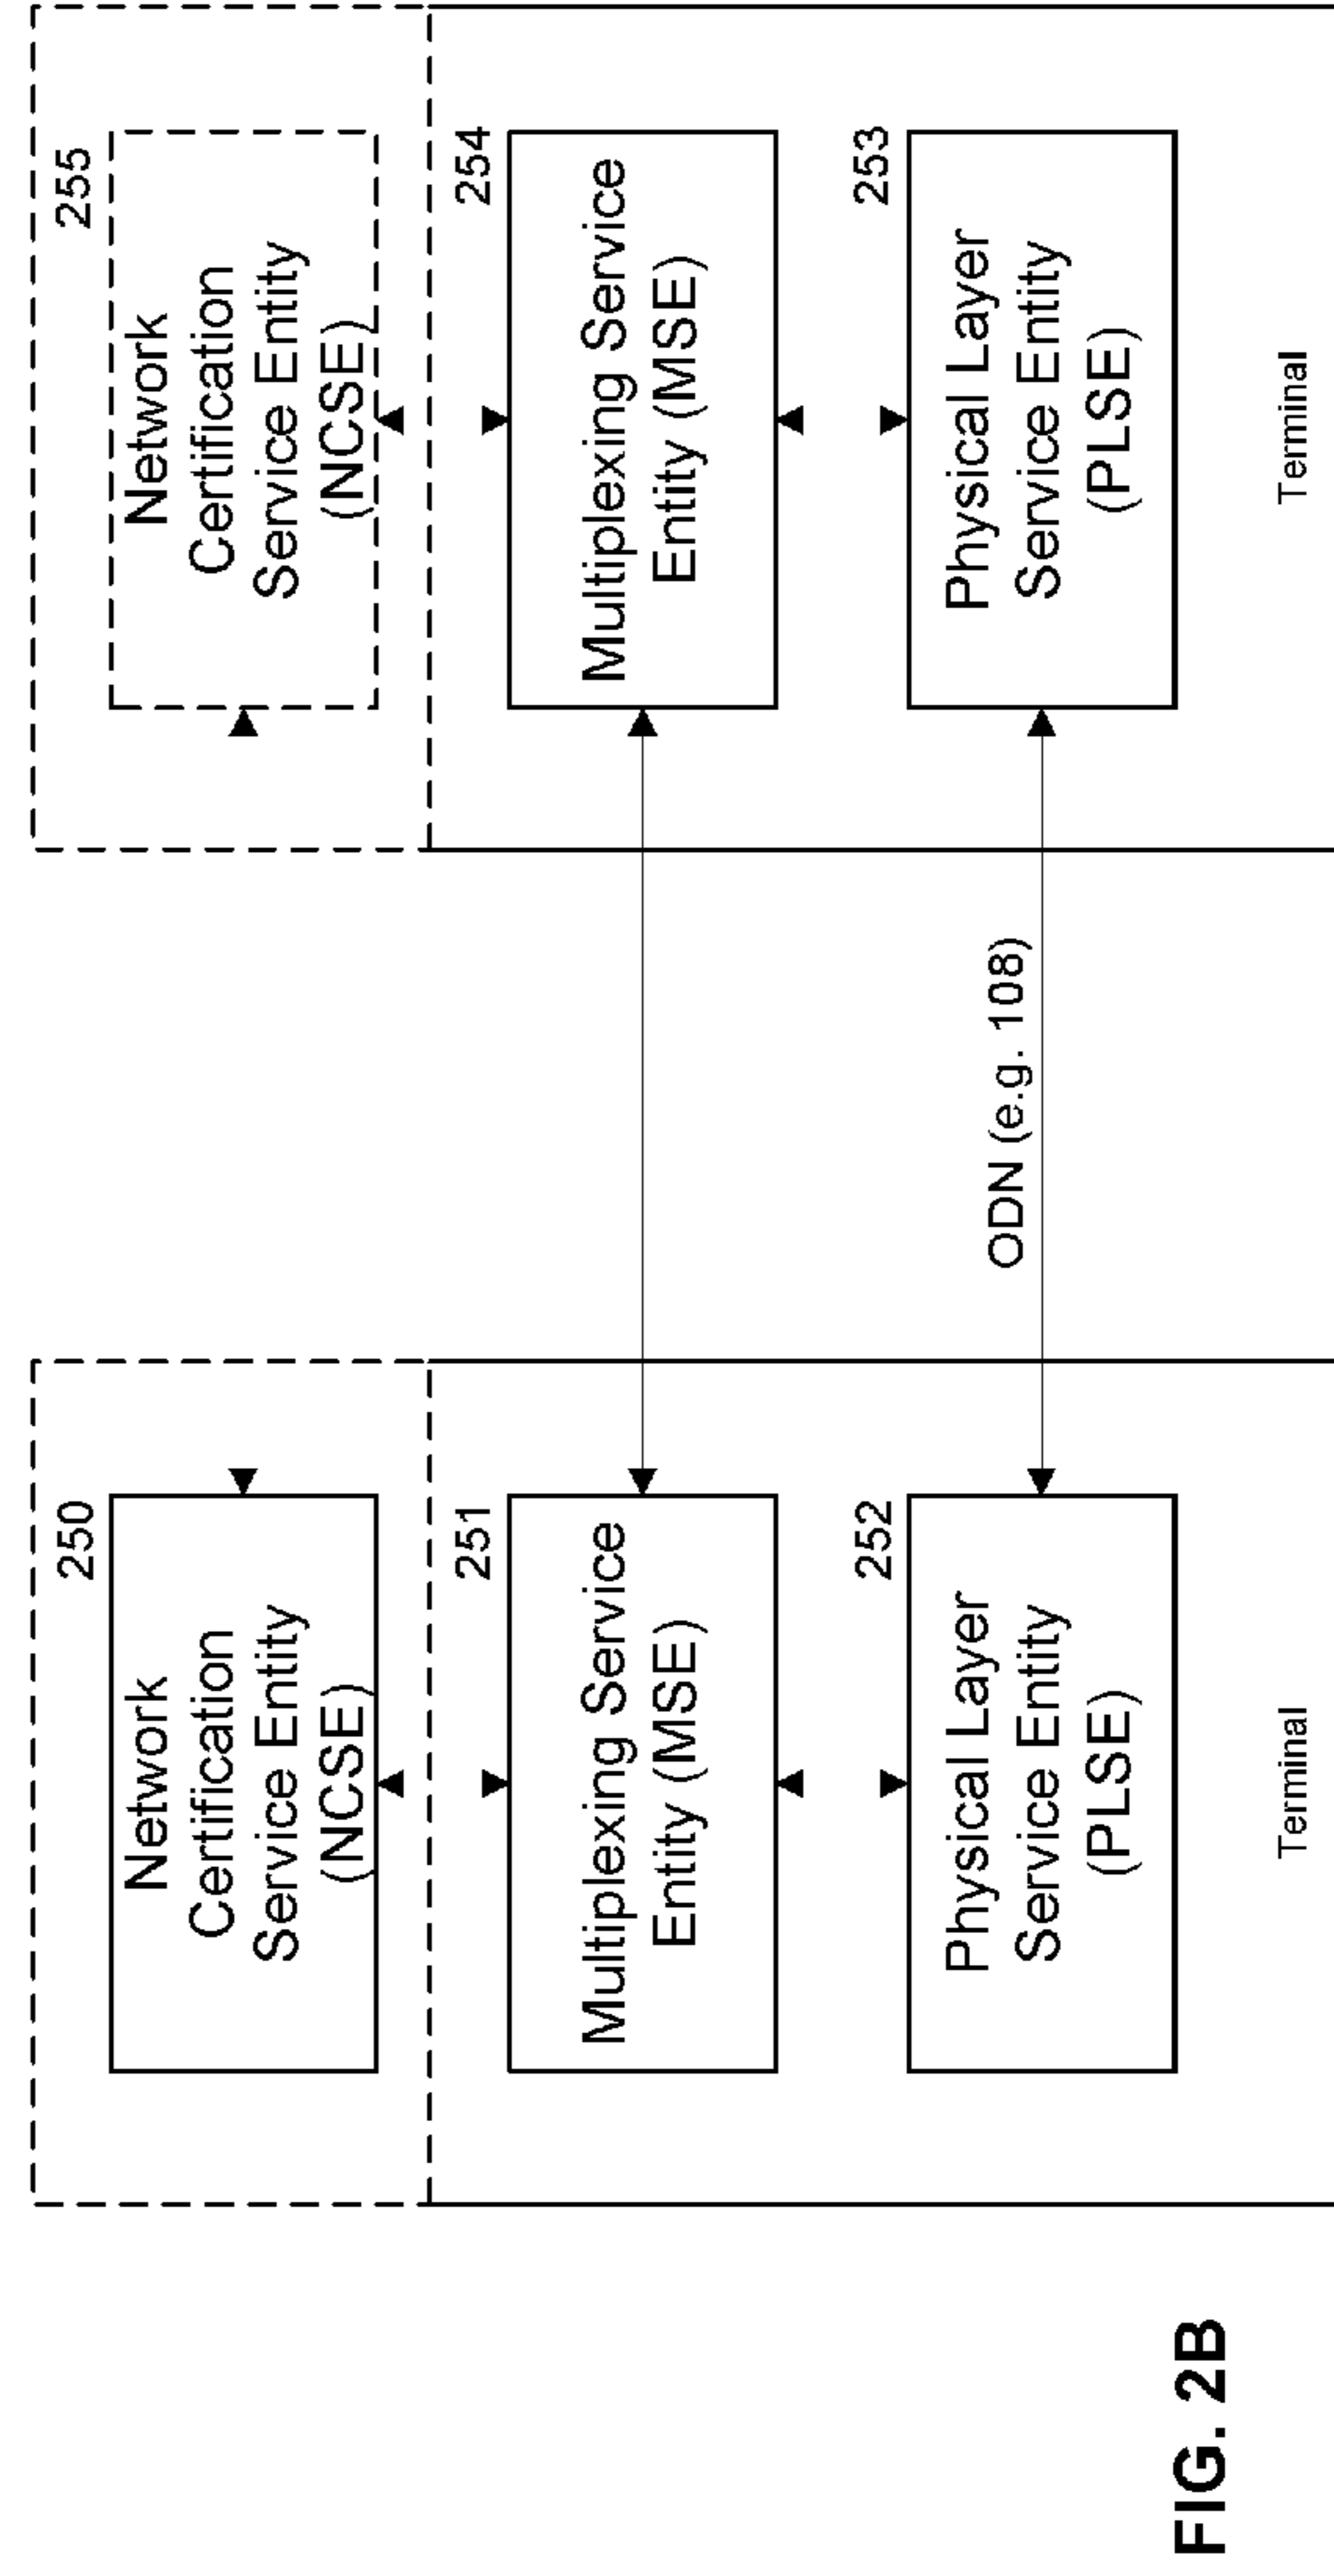 250
Network
Certification
Service Entity
(NCSE)
255
Network
Certification
Service Entity
(NCSE)
251
Multiplexing Service
Entity (MSE)
254
Multiplexing Service
Entity (MSE)
252
Physical Layer
Service Entity
(PLSE)
ODN (e.g. 108)
253
Physical Layer
Service Entity
(PLSE)
Terminal
Terminal
FIG. 2B